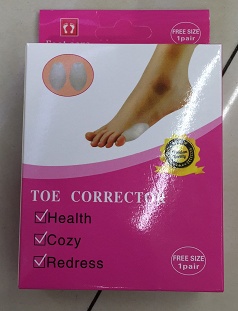 FREE SIZE
1pair
TOE CORRECTOR
Health
Cozy
Redress
FREE SIZE
1pair